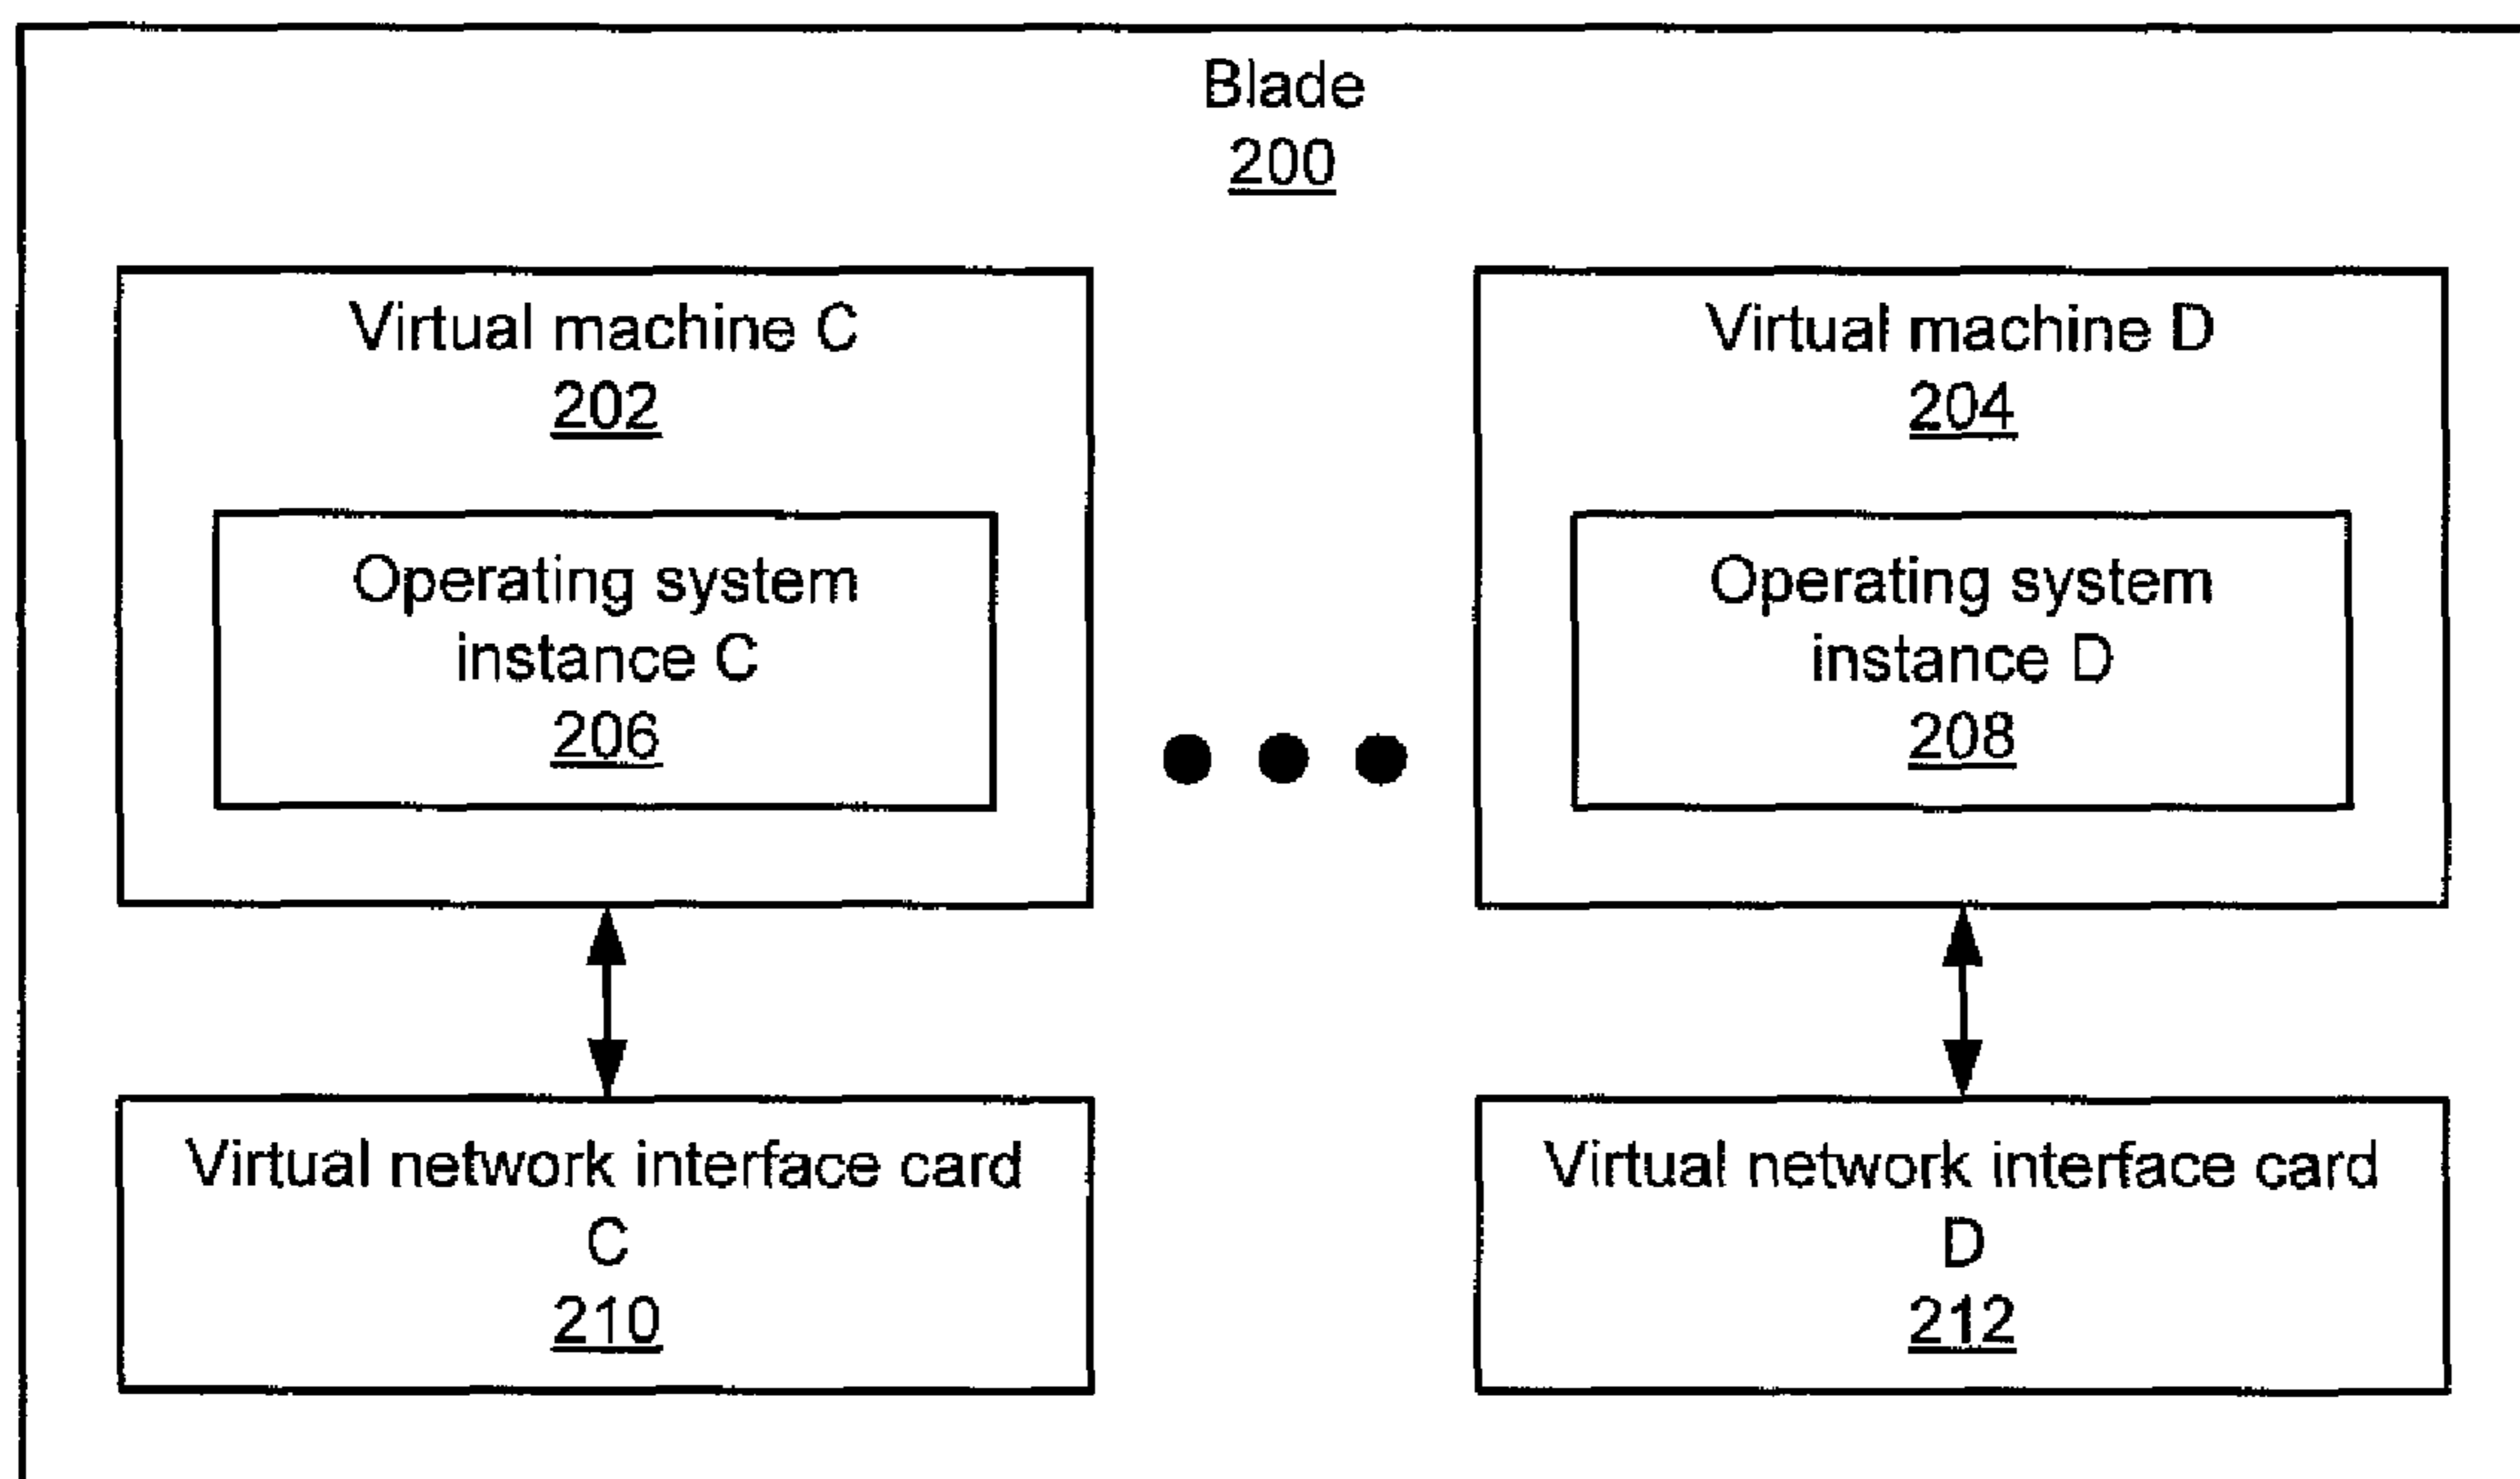 Blade
200
Virtual machine C
202
Operating system
instance C
206
Virtual machine D
204
Operating system
instance D
208
Virtual network interface card
C
210
Virtual network interface card
D
212